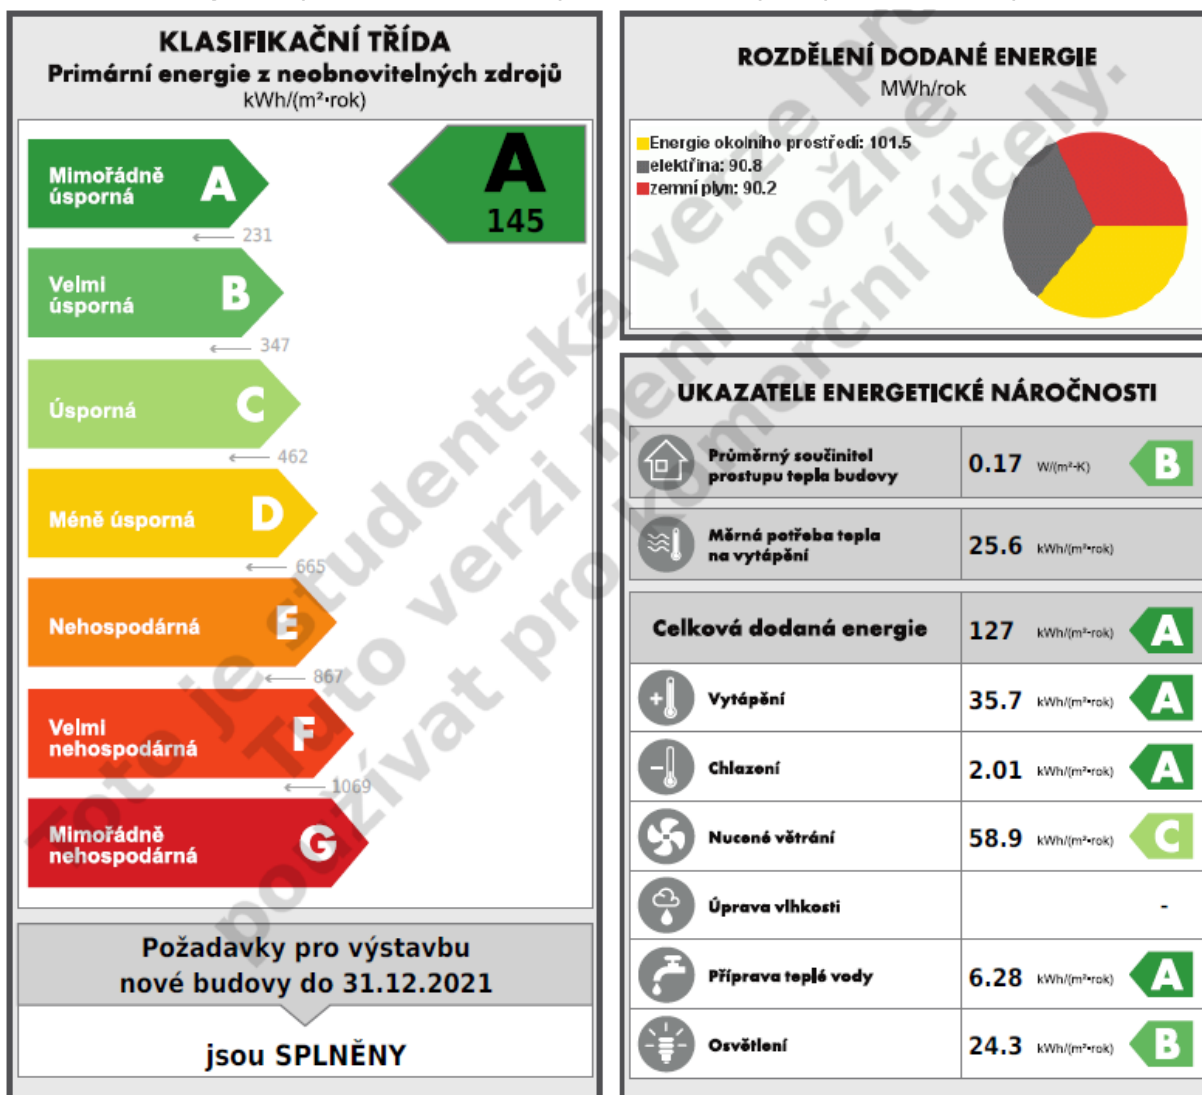 KLASIFIKAČNÍ TŘÍDA
Primární energie z neobnovitelných zdrojů
kWh/(m²•rok)
Mimořádně
úsporná
A
231
Velmi
úsporná
B
347
Úsporná
C
462
Méně úsporná
D
665
Nehospodárná
E
867
Velmi
nehospodárná
F
1069
Mimořádně
nehospodárná
G
A
145
Požadavky pro výstavbu
nové budovy do 31.12.2021
jsou SPLNĚNY
ROZDĚLENÍ DODANÉ ENERGIE
MWh/rok
Energie okolního prostředí: 101.5
elektřina: 90.8
zemní plyn: 90.2
UKAZATELE ENERGETICKÉ NÁROČNOSTI
Průměrný součinitel
prostupu tepla budovy
0.17 W/(m²•K) B
Měrná potřeba tepla
na vytápění
25.6 kWh/(m²•rok)
Celková dodaná energie 127 kWh/(m²•rok) A
Vytápění 35.7 kWh/(m²•rok) A
Chlazení 2.01 kWh/(m²•rok) A
Nucené větrání 58.9 kWh/(m²•rok) C
Úprava vlhkosti -
Příprava teplé vody 6.28 kWh/(m²•rok) A
Osvětlení 24.3 kWh/(m²•rok) B
Toto je studentská verze
Tuto verzi není možné
používat pro komerční účely.